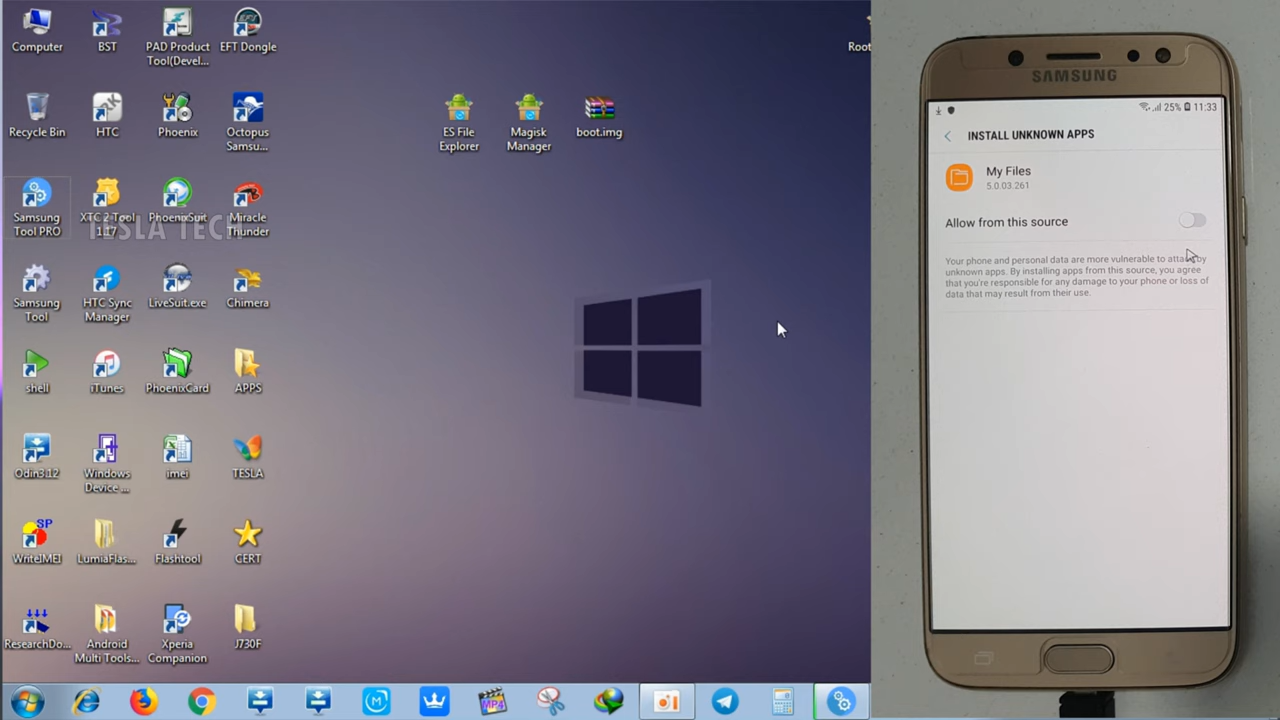 Computer
BST
PAD Product
Tool(Devel...
EFT Dongle
Root
Recycle Bin
HTC
Phoenix
Octopus
Samsu...
ES File
Explorer
Magisk
Manager
boot.img
Samsung
Tool PRO
XTC 2 Tool
1.17
PhoenixSuit
Miracle
Thunder
TESLA TECH
Samsung
Tool
HTC Sync
Manager
LiveSuit.exe
Chimera
shell
iTunes
PhoenixCard
APPS
Odin3.12
Windows
Device ...
imei
TESLA
SP
WriteIMEI
LumiaFlas...
Flashtool
CERT
ResearchDo...
Android
Multi Tools...
Xperia
Companion
J730F
MP4
SAMSUNG
25% 11:33
INSTALL UNKNOWN APPS
My Files
5.0.03.261
Allow from this source
Your phone and personal data are more vulnerable to attack by
unknown apps. By installing apps from this source, you agree
that you're responsible for any damage to your phone or loss of
data that may result from their use.